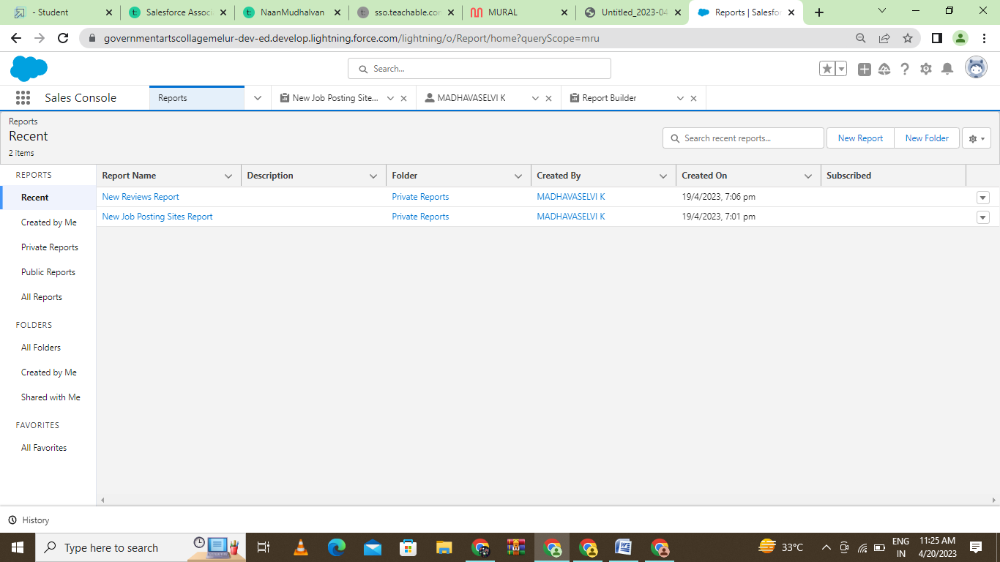 - Student
Salesforce Associ
NaanMudhalvan
sso.teachable.cor
MURAL
Untitled_2023-04
Reports | Salesfor
governmentartscollagemelur-dev-ed.develop.lightning.force.com/lightning/o/Report/home?queryScope=mru
Search...
Sales Console
Reports
New Job Posting Site...
MADHAVASELVI K
Report Builder
Reports
Recent
2 items
Search recent reports...
New Report
New Folder
REPORTS
Recent
Created by Me
Private Reports
Public Reports
All Reports
FOLDERS
All Folders
Created by Me
Shared with Me
FAVORITES
All Favorites
Report Name Description Folder Created By Created On Subscribed
New Reviews Report Private Reports MADHAVASELVI K 19/4/2023, 7:06 pm
New Job Posting Sites Report Private Reports MADHAVASELVI K 19/4/2023, 7:01 pm
History
Type here to search
33°C
ENG
IN
11:25 AM
4/20/2023